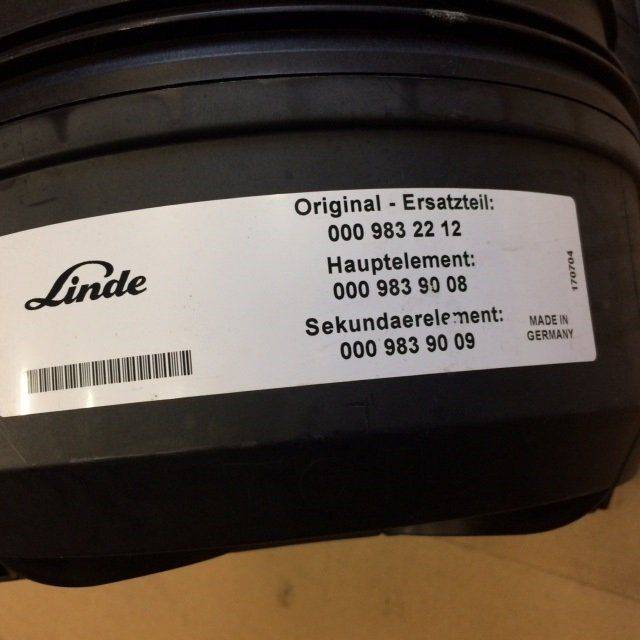 Linde
Original - Ersatzteil:
000 983 22 12
Hauptelement:
000 983 90 08
Sekundaerelement:
000 983 90 09
170704
MADE IN
GERMANY